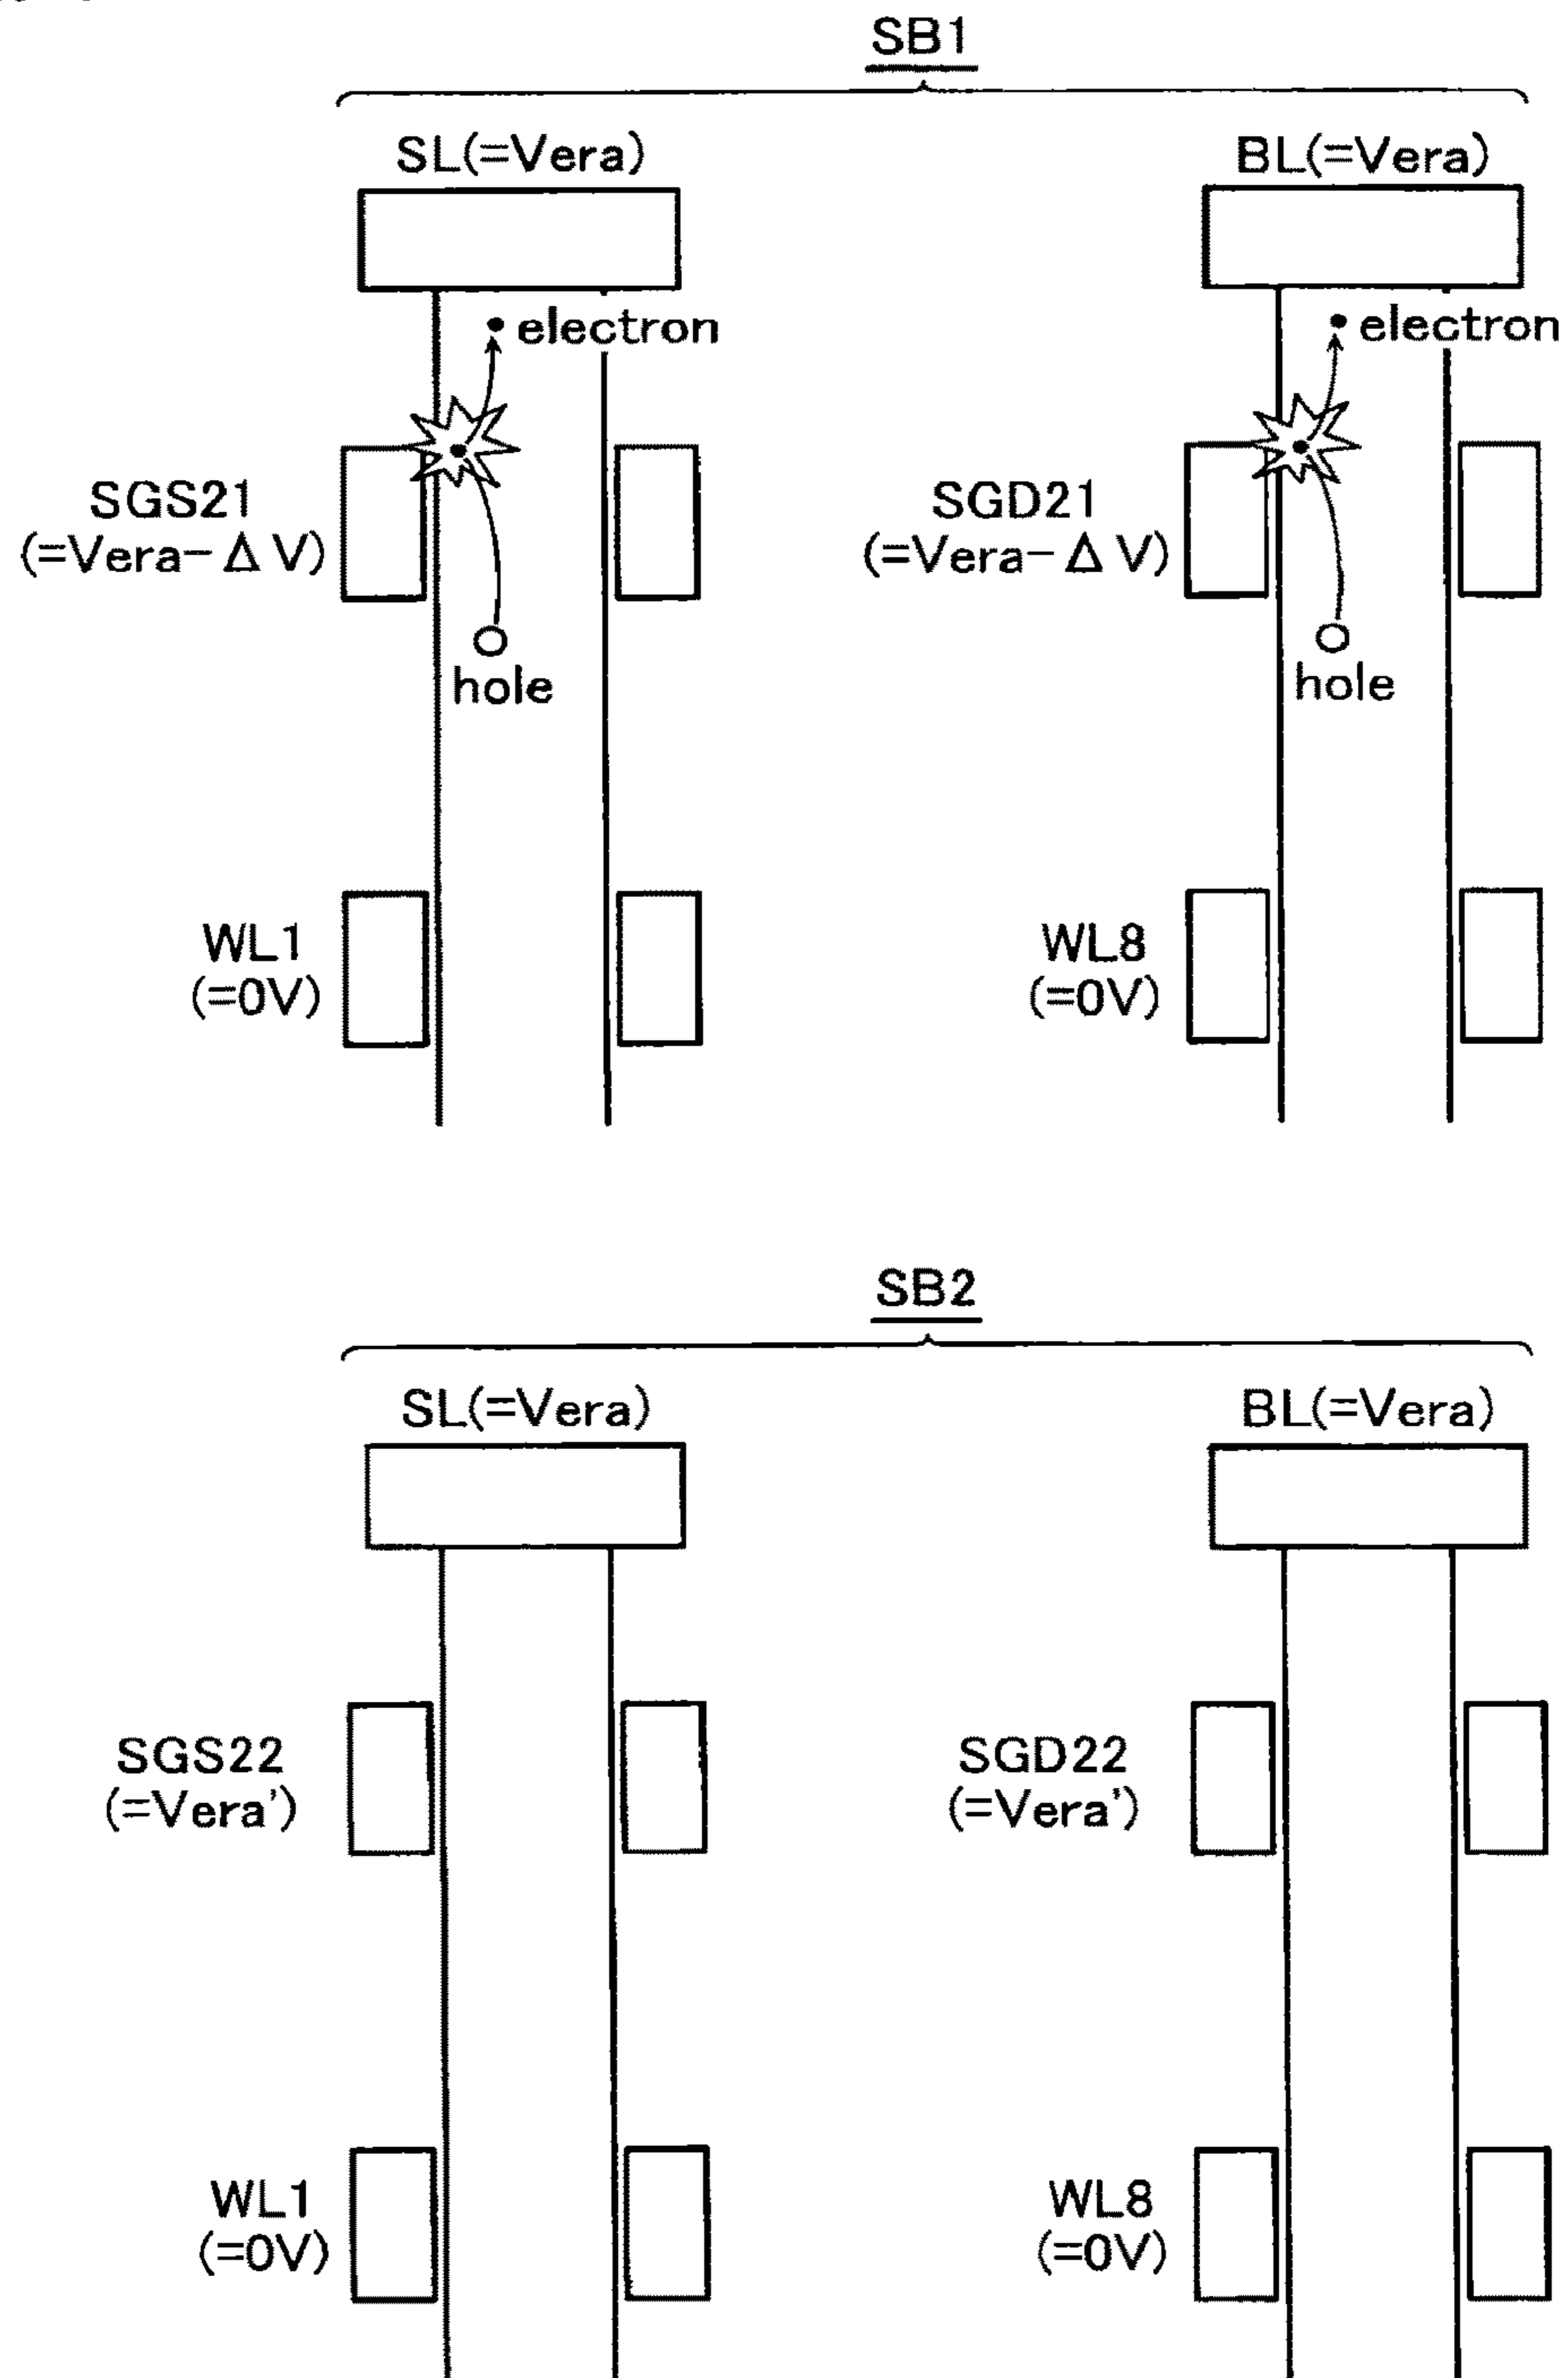 SB1
SL(=Vera)
BL(=Vera)
electron
electron
SGS21
(=Vera-ΔV)
SGD21
(=Vera-ΔV)
hole
hole
WL1
(=0V)
WL8
(=0V)
SB2
SL(=Vera)
BL(=Vera)
SGS22
(=Vera')
SGD22
(=Vera')
WL1
(=0V)
WL8
(=0V)